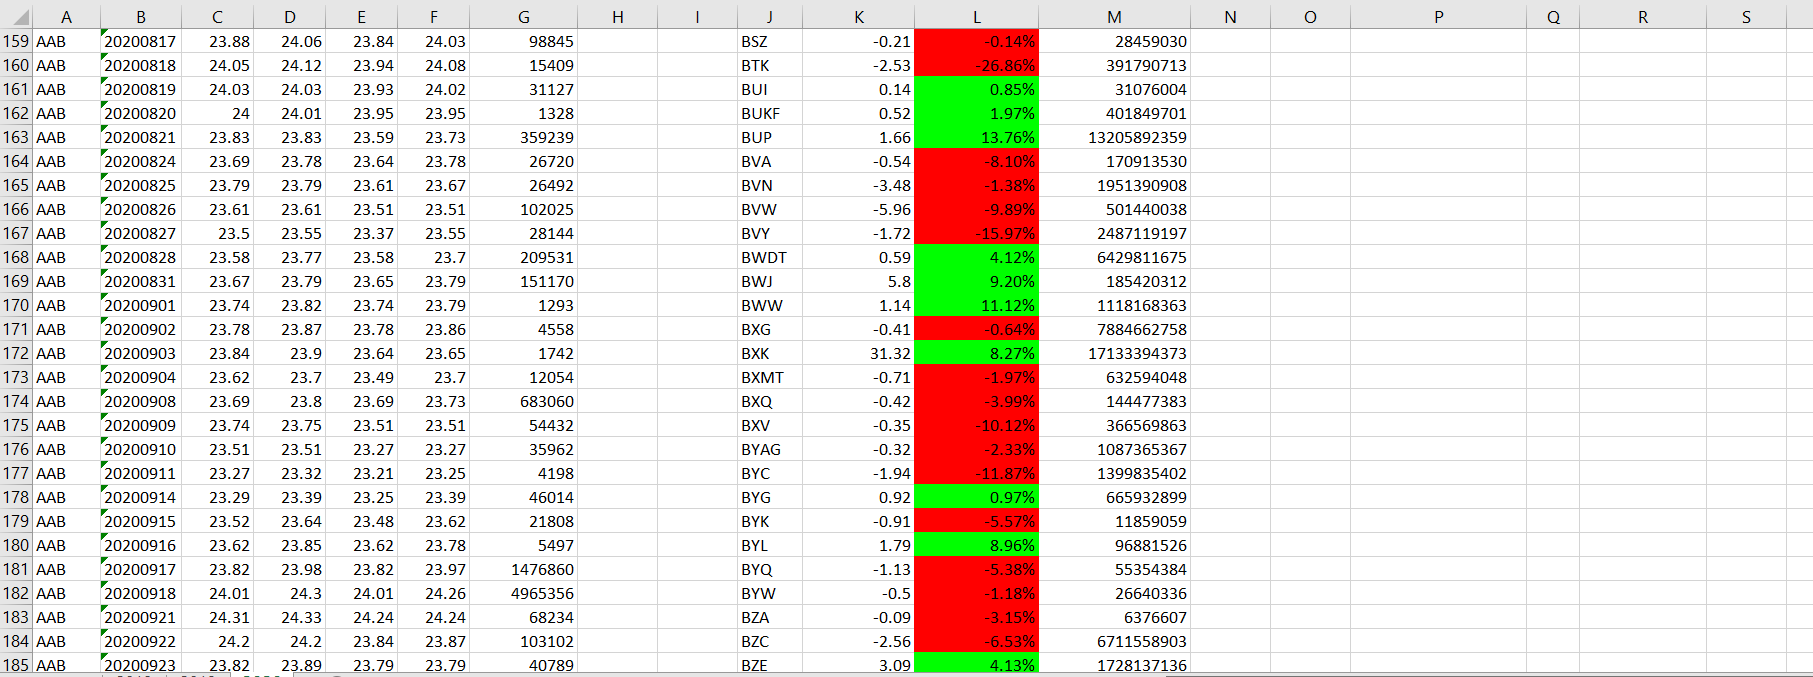 A B C D E F G H I J K L M N O P Q R S
159 AAB 20200817 23.88 24.06 23.84 24.03 98845 BSZ -0.21 -0.14% 28459030
160 AAB 20200818 24.05 24.12 23.94 24.08 15409 BTK -2.53 -26.86% 391790713
161 AAB 20200819 24.03 24.03 23.93 24.02 31127 BUI 0.14 0.85% 31076004
162 AAB 20200820 24 24.01 23.95 23.95 1328 BUKF 0.52 1.97% 401849701
163 AAB 20200821 23.83 23.83 23.59 23.73 359239 BUP 1.66 13.76% 13205892359
164 AAB 20200824 23.69 23.78 23.64 23.78 26720 BVA -0.54 -8.10% 170913530
165 AAB 20200825 23.79 23.79 23.61 23.67 26492 BVN -3.48 -1.38% 1951390908
166 AAB 20200826 23.61 23.61 23.51 23.51 102025 BVW -5.96 -9.89% 501440038
167 AAB 20200827 23.5 23.55 23.37 23.55 28144 BVY -1.72 -15.97% 2487119197
168 AAB 20200828 23.58 23.77 23.58 23.7 209531 BWDT 0.59 4.12% 6429811675
169 AAB 20200831 23.67 23.79 23.65 23.79 151170 BWJ 5.8 9.20% 185420312
170 AAB 20200901 23.74 23.82 23.74 23.79 1293 BWW 1.14 11.12% 1118168363
171 AAB 20200902 23.78 23.87 23.78 23.86 4558 BXG -0.41 -0.64% 7884662758
172 AAB 20200903 23.84 23.9 23.64 23.65 1742 BXK 31.32 8.27% 17133394373
173 AAB 20200904 23.62 23.7 23.49 23.7 12054 BXMT -0.71 -1.97% 632594048
174 AAB 20200908 23.69 23.8 23.69 23.73 683060 BXQ -0.42 -3.99% 144477383
175 AAB 20200909 23.74 23.75 23.51 23.51 54432 BXV -0.35 -10.12% 366569863
176 AAB 20200910 23.51 23.51 23.27 23.27 35962 BYAG -0.32 -2.33% 1087365367
177 AAB 20200911 23.27 23.32 23.21 23.25 4198 BYC -1.94 -11.87% 1399835402
178 AAB 20200914 23.29 23.39 23.25 23.39 46014 BYG 0.92 0.97% 665932899
179 AAB 20200915 23.52 23.64 23.48 23.62 21808 BYK -0.91 -5.57% 11859059
180 AAB 20200916 23.62 23.85 23.62 23.78 5497 BYL 1.79 8.96% 96881526
181 AAB 20200917 23.82 23.98 23.82 23.97 1476860 BYQ -1.13 -5.38% 55354384
182 AAB 20200918 24.01 24.3 24.01 24.26 4965356 BYW -0.5 -1.18% 26640336
183 AAB 20200921 24.31 24.33 24.24 24.24 68234 BZA -0.09 -3.15% 6376607
184 AAB 20200922 24.2 24.2 23.84 23.87 103102 BZC -2.56 -6.53% 6711558903
185 AAB 20200923 23.82 23.89 23.79 23.79 40789 BZE 3.09 4.13% 1728137136